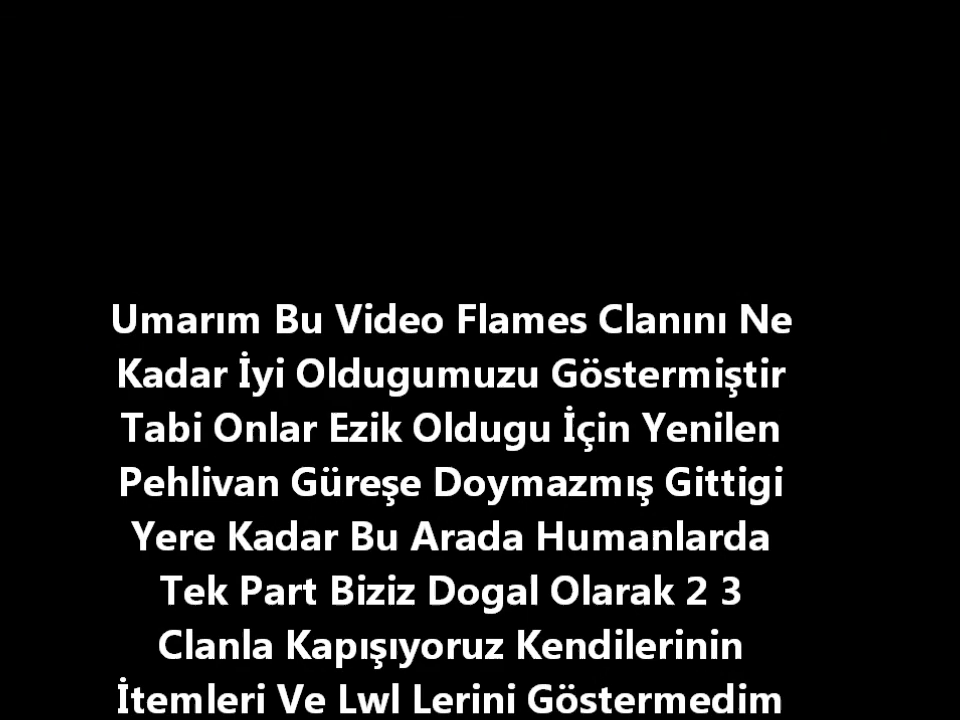 Umarım Bu Video Flames Clanını Ne
Kadar İyi Oldugumuzu Göstermiştir
Tabi Onlar Ezik Oldugu İçin Yenilen
Pehlivan Güreşe Doymazmış Gittigi
Yere Kadar Bu Arada Humanlarda
Tek Part Biziz Dogal Olarak 2 3
Clanla Kapışıyoruz Kendilerinin
İtemleri Ve Lwl Lerini Göstermedim